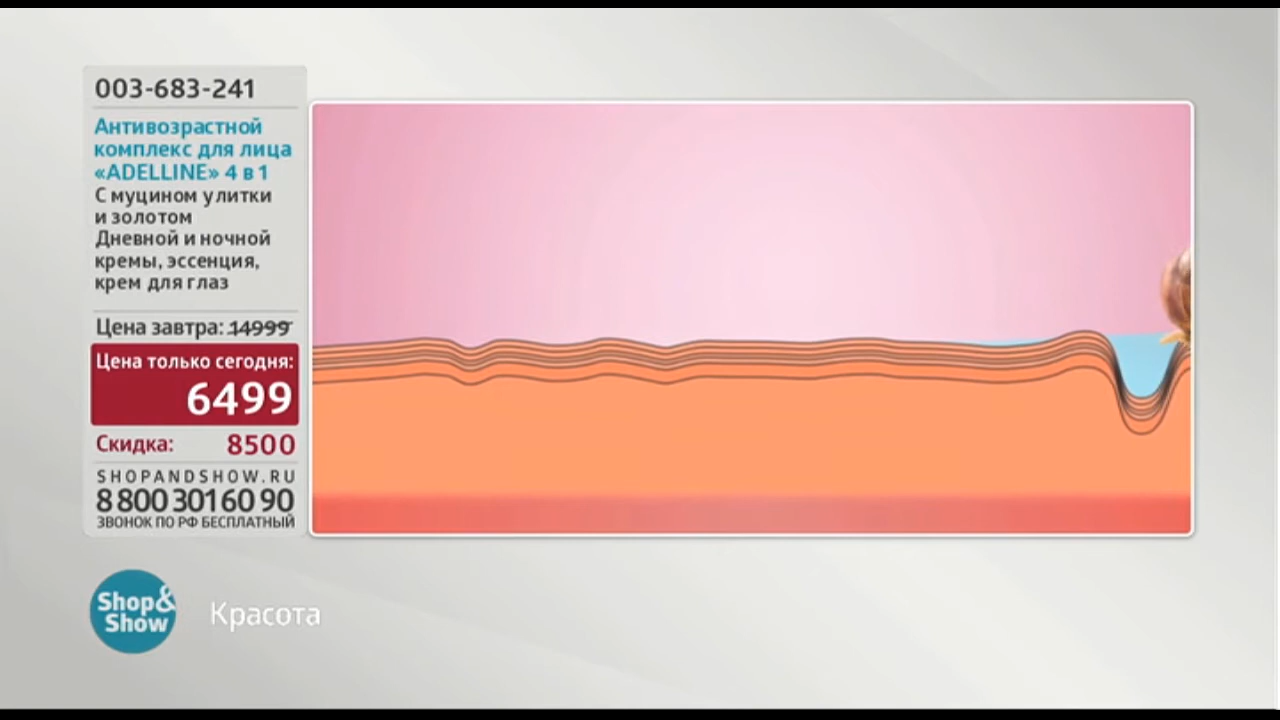 003-683-241
Антивозрастной
комплекс для лица
«ADELLINE» 4 в 1
С муцином улитки
и золотом
Дневной и ночной
кремы, эссенция,
крем для глаз
Цена завтра: 14999
Цена только сегодня:
6499
Скидка: 8500
SHOPANDSHOW.RU
8 800 301 60 90
ЗВОНОК ПО РФ БЕСПЛАТНЫЙ
Shop&
Show
Красота